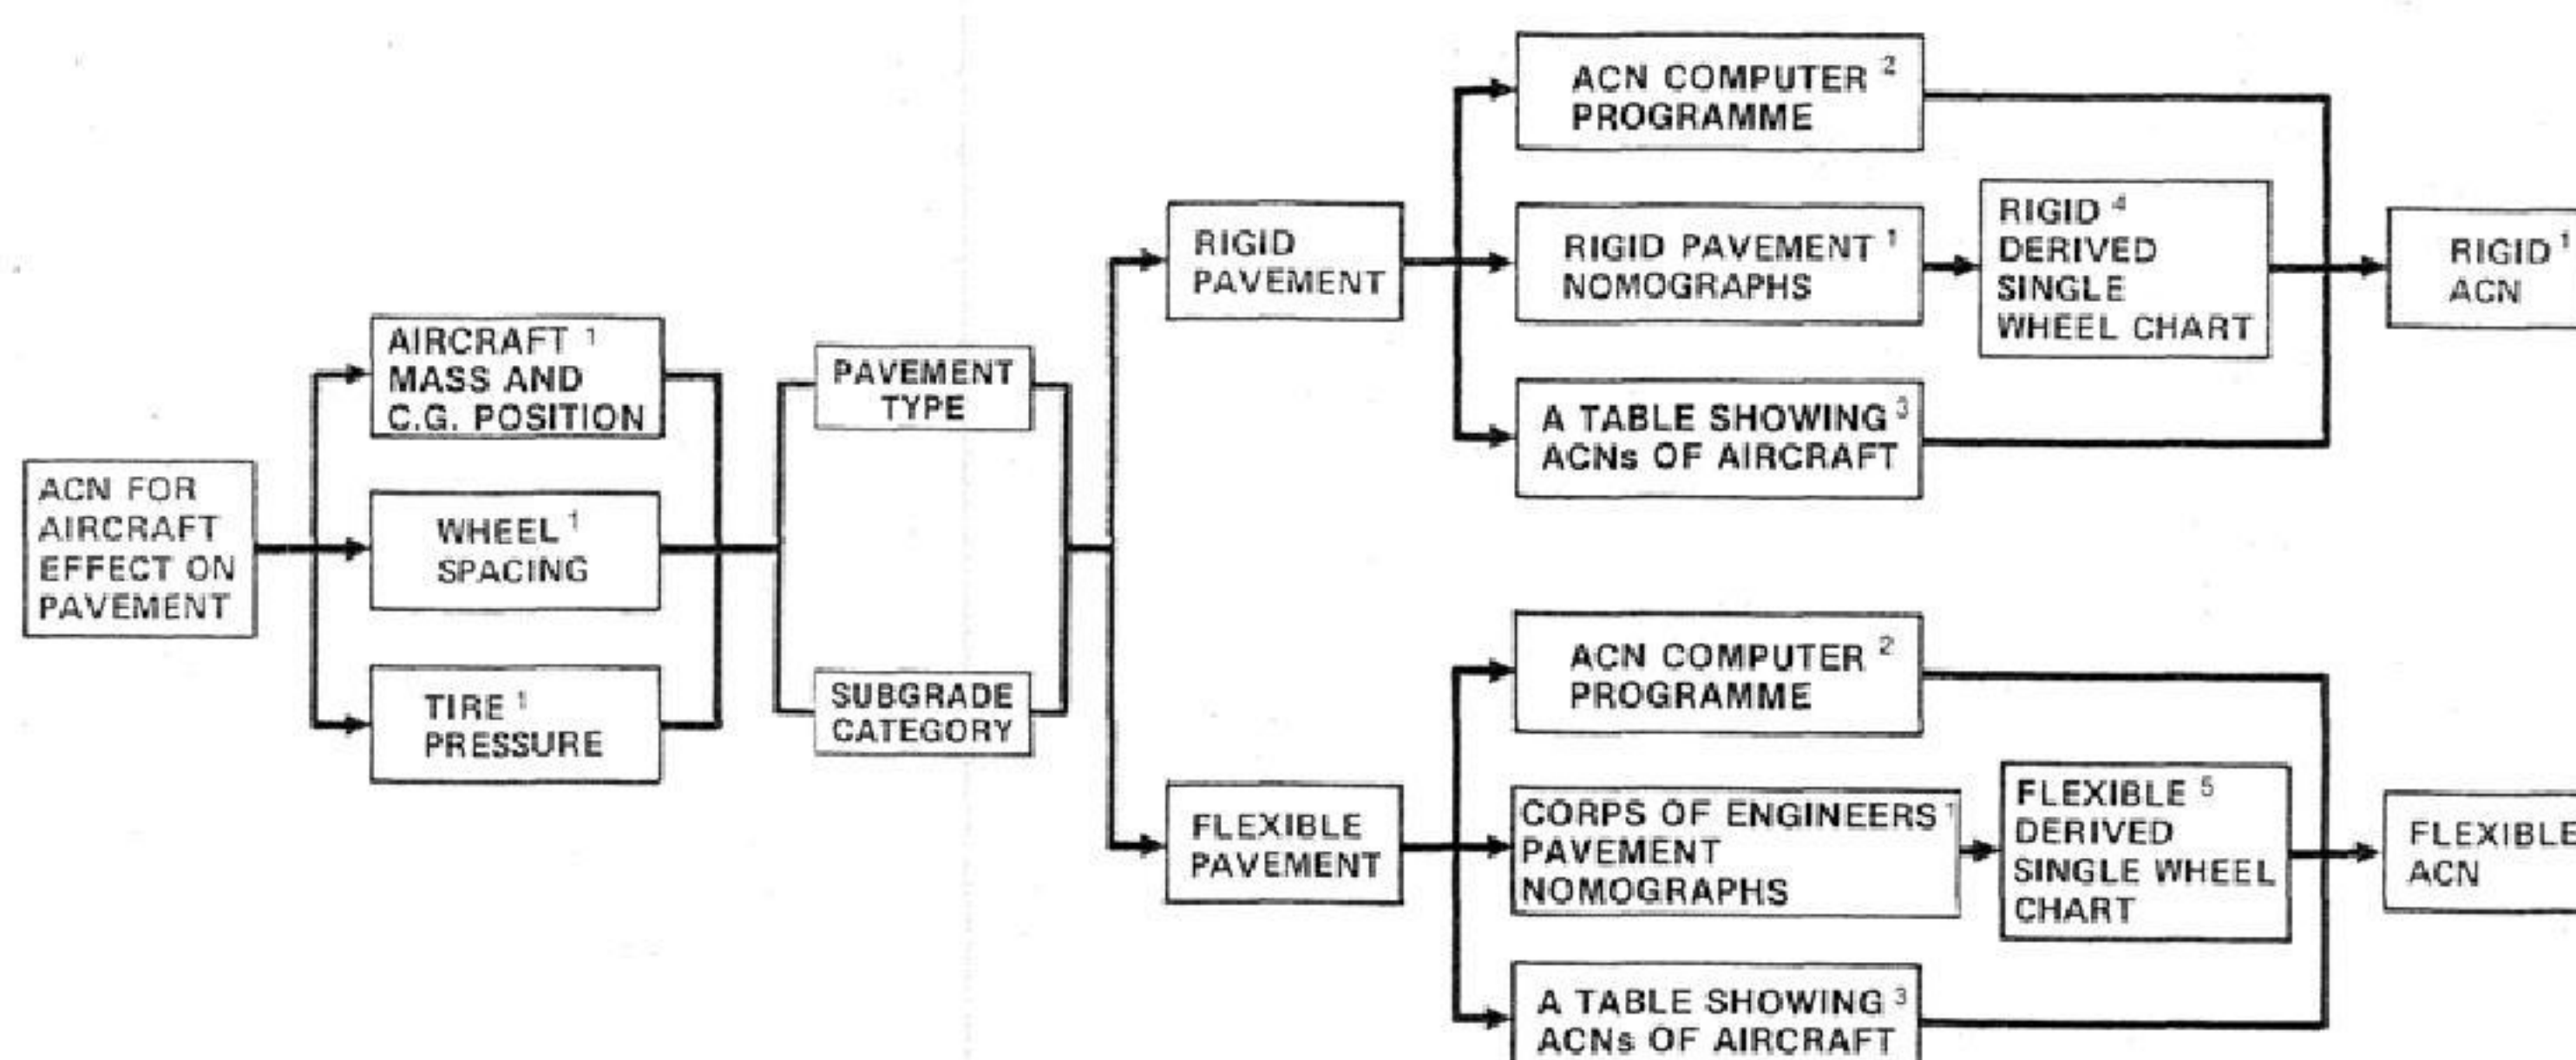 ACN FOR
AIRCRAFT
EFFECT ON
PAVEMENT
AIRCRAFT 1
MASS AND
C.G. POSITION
WHEEL 1
SPACING
TIRE 1
PRESSURE
PAVEMENT
TYPE
SUBGRADE
CATEGORY
RIGID
PAVEMENT
ACN COMPUTER 2
PROGRAMME
RIGID PAVEMENT 1
NOMOGRAPHS
A TABLE SHOWING 3
ACNs OF AIRCRAFT
RIGID 4
DERIVED
SINGLE
WHEEL CHART
RIGID 1
ACN
FLEXIBLE
PAVEMENT
ACN COMPUTER 2
PROGRAMME
CORPS OF ENGINEERS 1
PAVEMENT
NOMOGRAPHS
A TABLE SHOWING 3
ACNs OF AIRCRAFT
FLEXIBLE 5
DERIVED
SINGLE WHEEL
CHART
FLEXIBLE
ACN